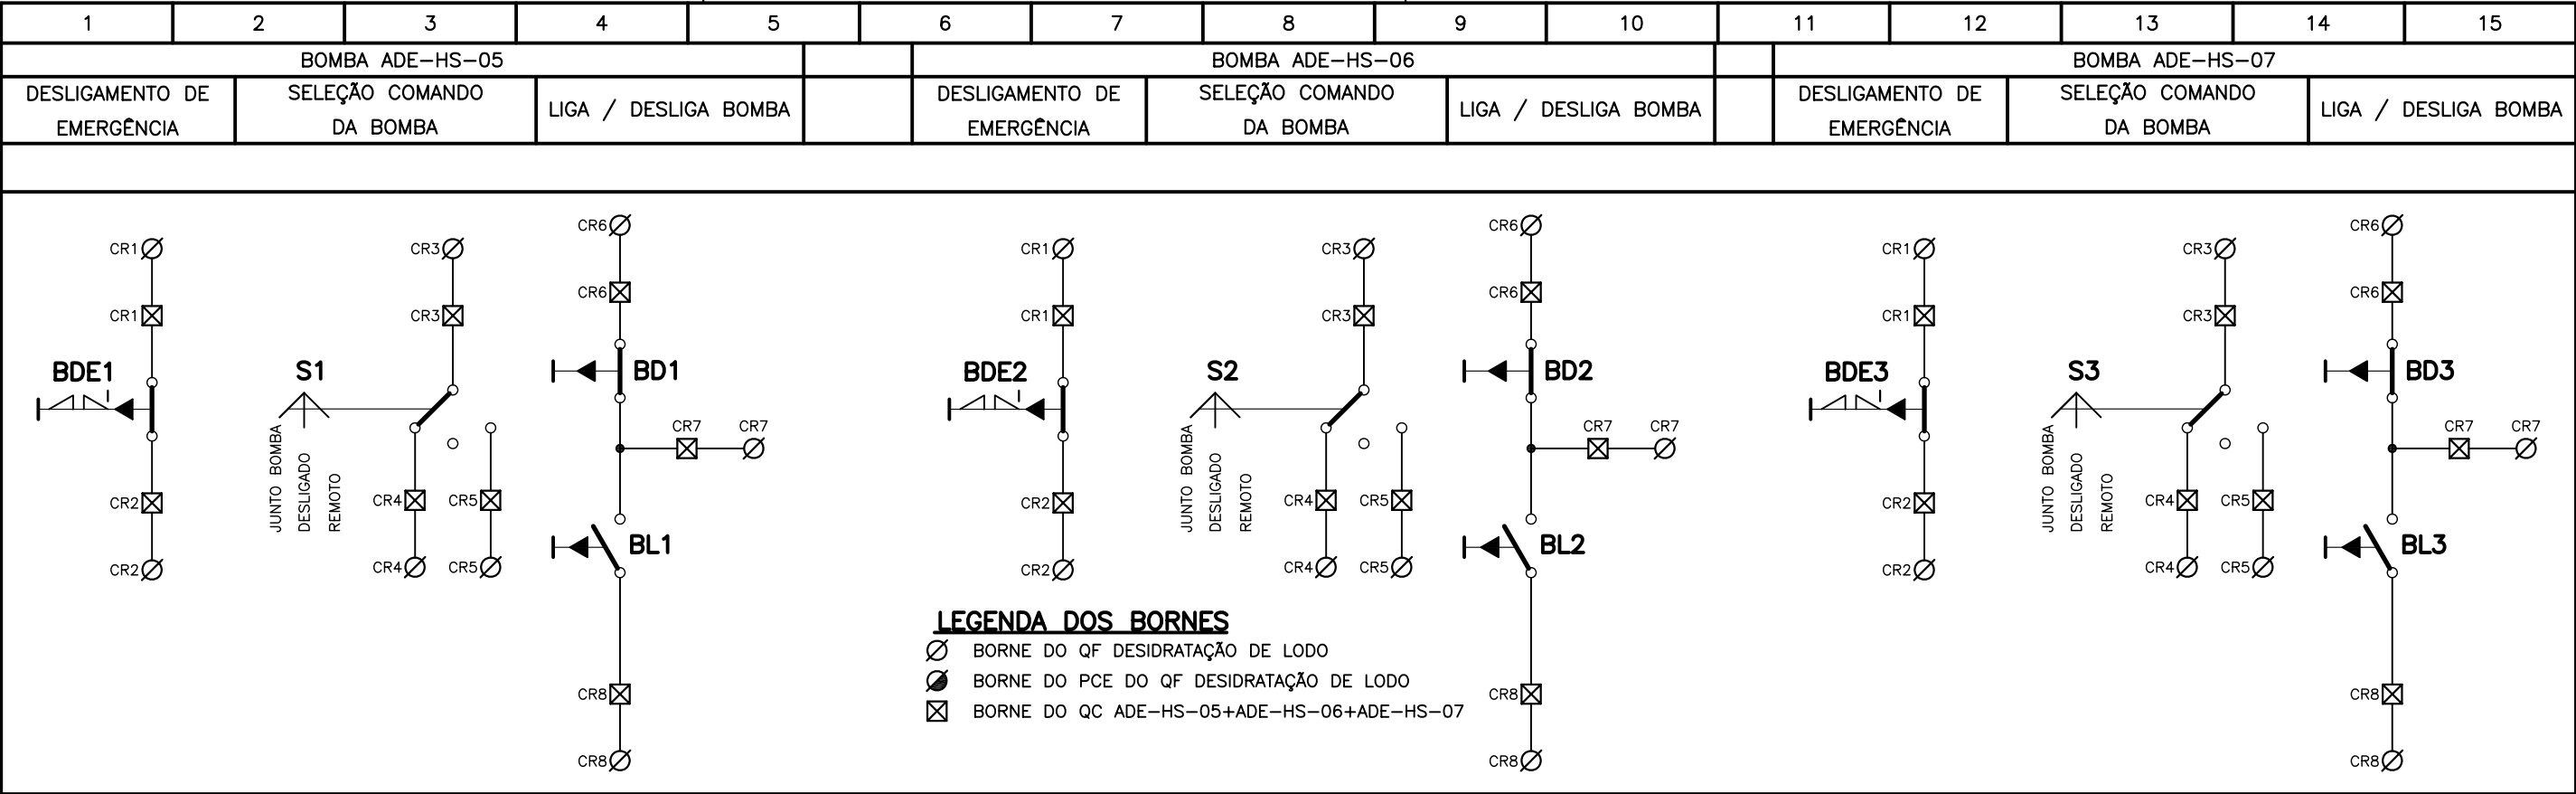 1 2 3 4 5 6 7 8 9 10 11 12 13 14 15
BOMBA ADE-HS-05 BOMBA ADE-HS-06 BOMBA ADE-HS-07
DESLIGAMENTO DE
EMERGÊNCIA
SELEÇÃO COMANDO
DA BOMBA
LIGA / DESLIGA BOMBA
DESLIGAMENTO DE
EMERGÊNCIA
SELEÇÃO COMANDO
DA BOMBA
LIGA / DESLIGA BOMBA
DESLIGAMENTO DE
EMERGÊNCIA
SELEÇÃO COMANDO
DA BOMBA
LIGA / DESLIGA BOMBA
CR1
CR1
BDE1
CR2
CR2
CR3
CR3
S1
JUNTO BOMBA
DESLIGADO
REMOTO
CR4
CR5
CR4
CR5
CR6
CR6
BD1
CR7
CR7
BL1
CR8
CR8
CR1
CR1
BDE2
CR2
CR2
CR3
CR3
S2
JUNTO BOMBA
DESLIGADO
REMOTO
CR4
CR5
CR4
CR5
CR6
CR6
BD2
CR7
CR7
BL2
CR8
CR8
CR1
CR1
BDE3
CR2
CR2
CR3
CR3
S3
JUNTO BOMBA
DESLIGADO
REMOTO
CR4
CR5
CR4
CR5
CR6
CR6
BD3
CR7
CR7
BL3
CR8
CR8
LEGENDA DOS BORNES
BORNE DO QF DESIDRATAÇÃO DE LODO
BORNE DO PCE DO QF DESIDRATAÇÃO DE LODO
BORNE DO QC ADE-HS-05+ADE-HS-06+ADE-HS-07